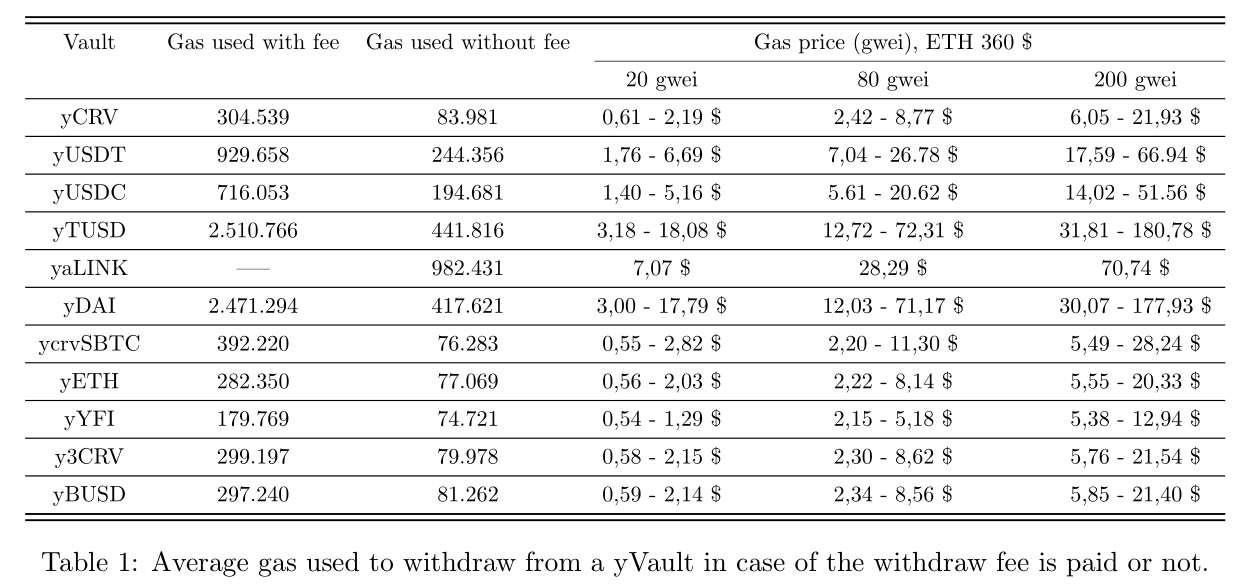 Vault Gas used with fee Gas used without fee Gas price (gwei), ETH 360 $
20 gwei 80 gwei 200 gwei
yCRV 304.539 83.981 0,61 - 2,19 $ 2,42 - 8,77 $ 6,05 - 21,93 $
yUSDT 929.658 244.356 1,76 - 6,69 $ 7,04 - 26.78 $ 17,59 - 66.94 $
yUSDC 716.053 194.681 1,40 - 5,16 $ 5.61 - 20.62 $ 14,02 - 51.56 $
yTUSD 2.510.766 441.816 3,18 - 18,08 $ 12,72 - 72,31 $ 31,81 - 180,78 $
yaLINK —– 982.431 7,07 $ 28,29 $ 70,74 $
yDAI 2.471.294 417.621 3,00 - 17,79 $ 12,03 - 71,17 $ 30,07 - 177,93 $
ycrvSBTC 392.220 76.283 0,55 - 2,82 $ 2,20 - 11,30 $ 5,49 - 28,24 $
yETH 282.350 77.069 0,56 - 2,03 $ 2,22 - 8,14 $ 5,55 - 20,33 $
yYFI 179.769 74.721 0,54 - 1,29 $ 2,15 - 5,18 $ 5,38 - 12,94 $
y3CRV 299.197 79.978 0,58 - 2,15 $ 2,30 - 8,62 $ 5,76 - 21,54 $
yBUSD 297.240 81.262 0,59 - 2,14 $ 2,34 - 8,56 $ 5,85 - 21,40 $
Table 1: Average gas used to withdraw from a yVault in case of the withdraw fee is paid or not.